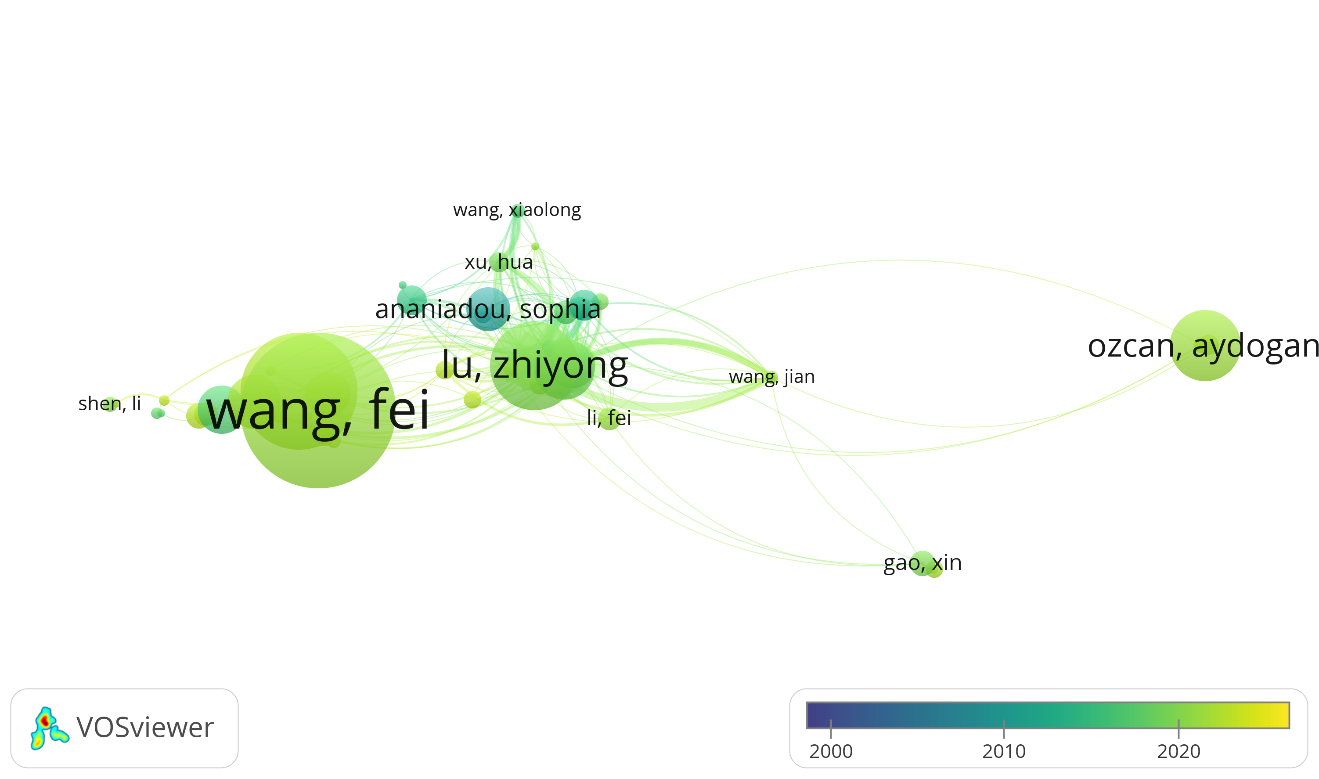 wang, xiaolong
xu, hua
ananiadou, sophia
ozcan, aydogan
lu, zhiyong
wang, jian
shen, li
wang, fei
li, fei
gao, xin
VOSviewer
2000
2010
2020